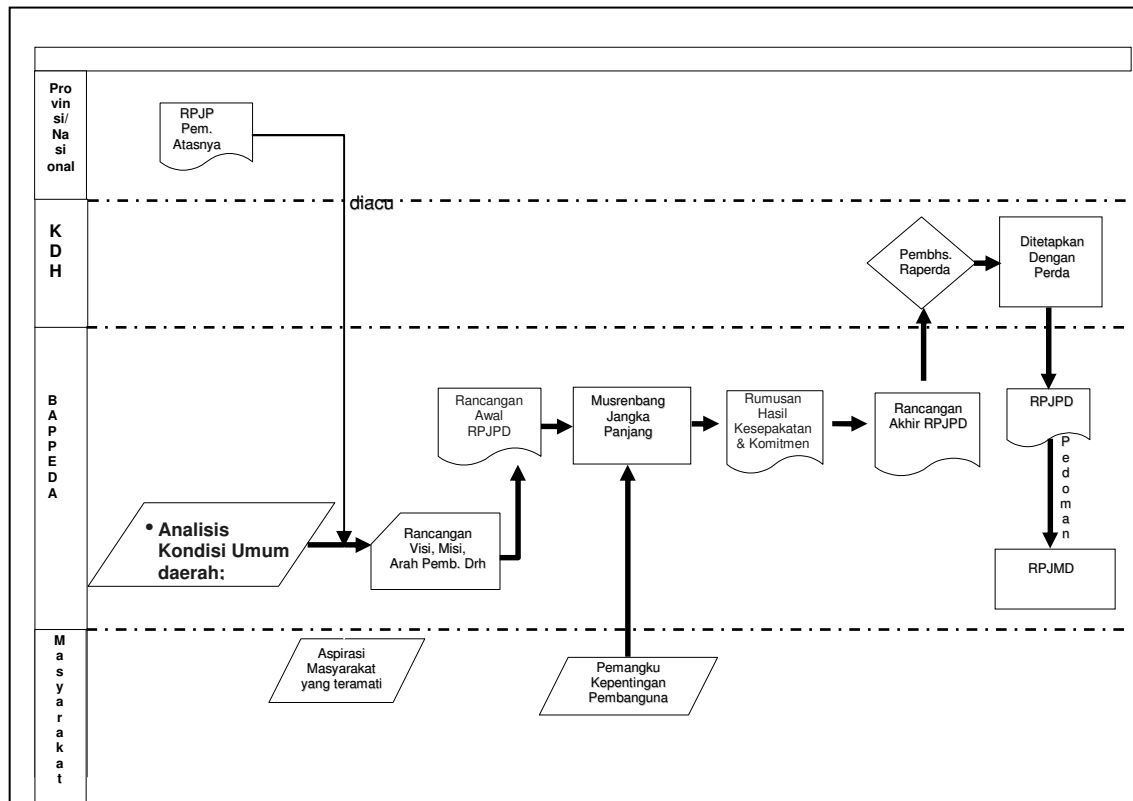 Pro
vin
si/
Na
si
onal
RPJP
Pem.
Atasnya
diacu
K
D
H
Pembhs.
Raperda
Ditetapkan
Dengan
Perda
B
A
P
P
E
D
A
Rancangan
Awal
RPJPD
Musrenbang
Jangka
Panjang
Rumusan
Hasil
Kesepakatan
& Komitmen
Rancangan
Akhir RPJPD
RPJPD
P
e
d
o
m
a
n
• Analisis
Kondisi Umum
daerah;
Rancangan
Visi, Misi,
Arah Pemb. Drh
RPJMD
M
a
s
y
a
r
a
k
a
t
Aspirasi
Masyarakat
yang teramati
Pemangku
Kepentingan
Pembanguna